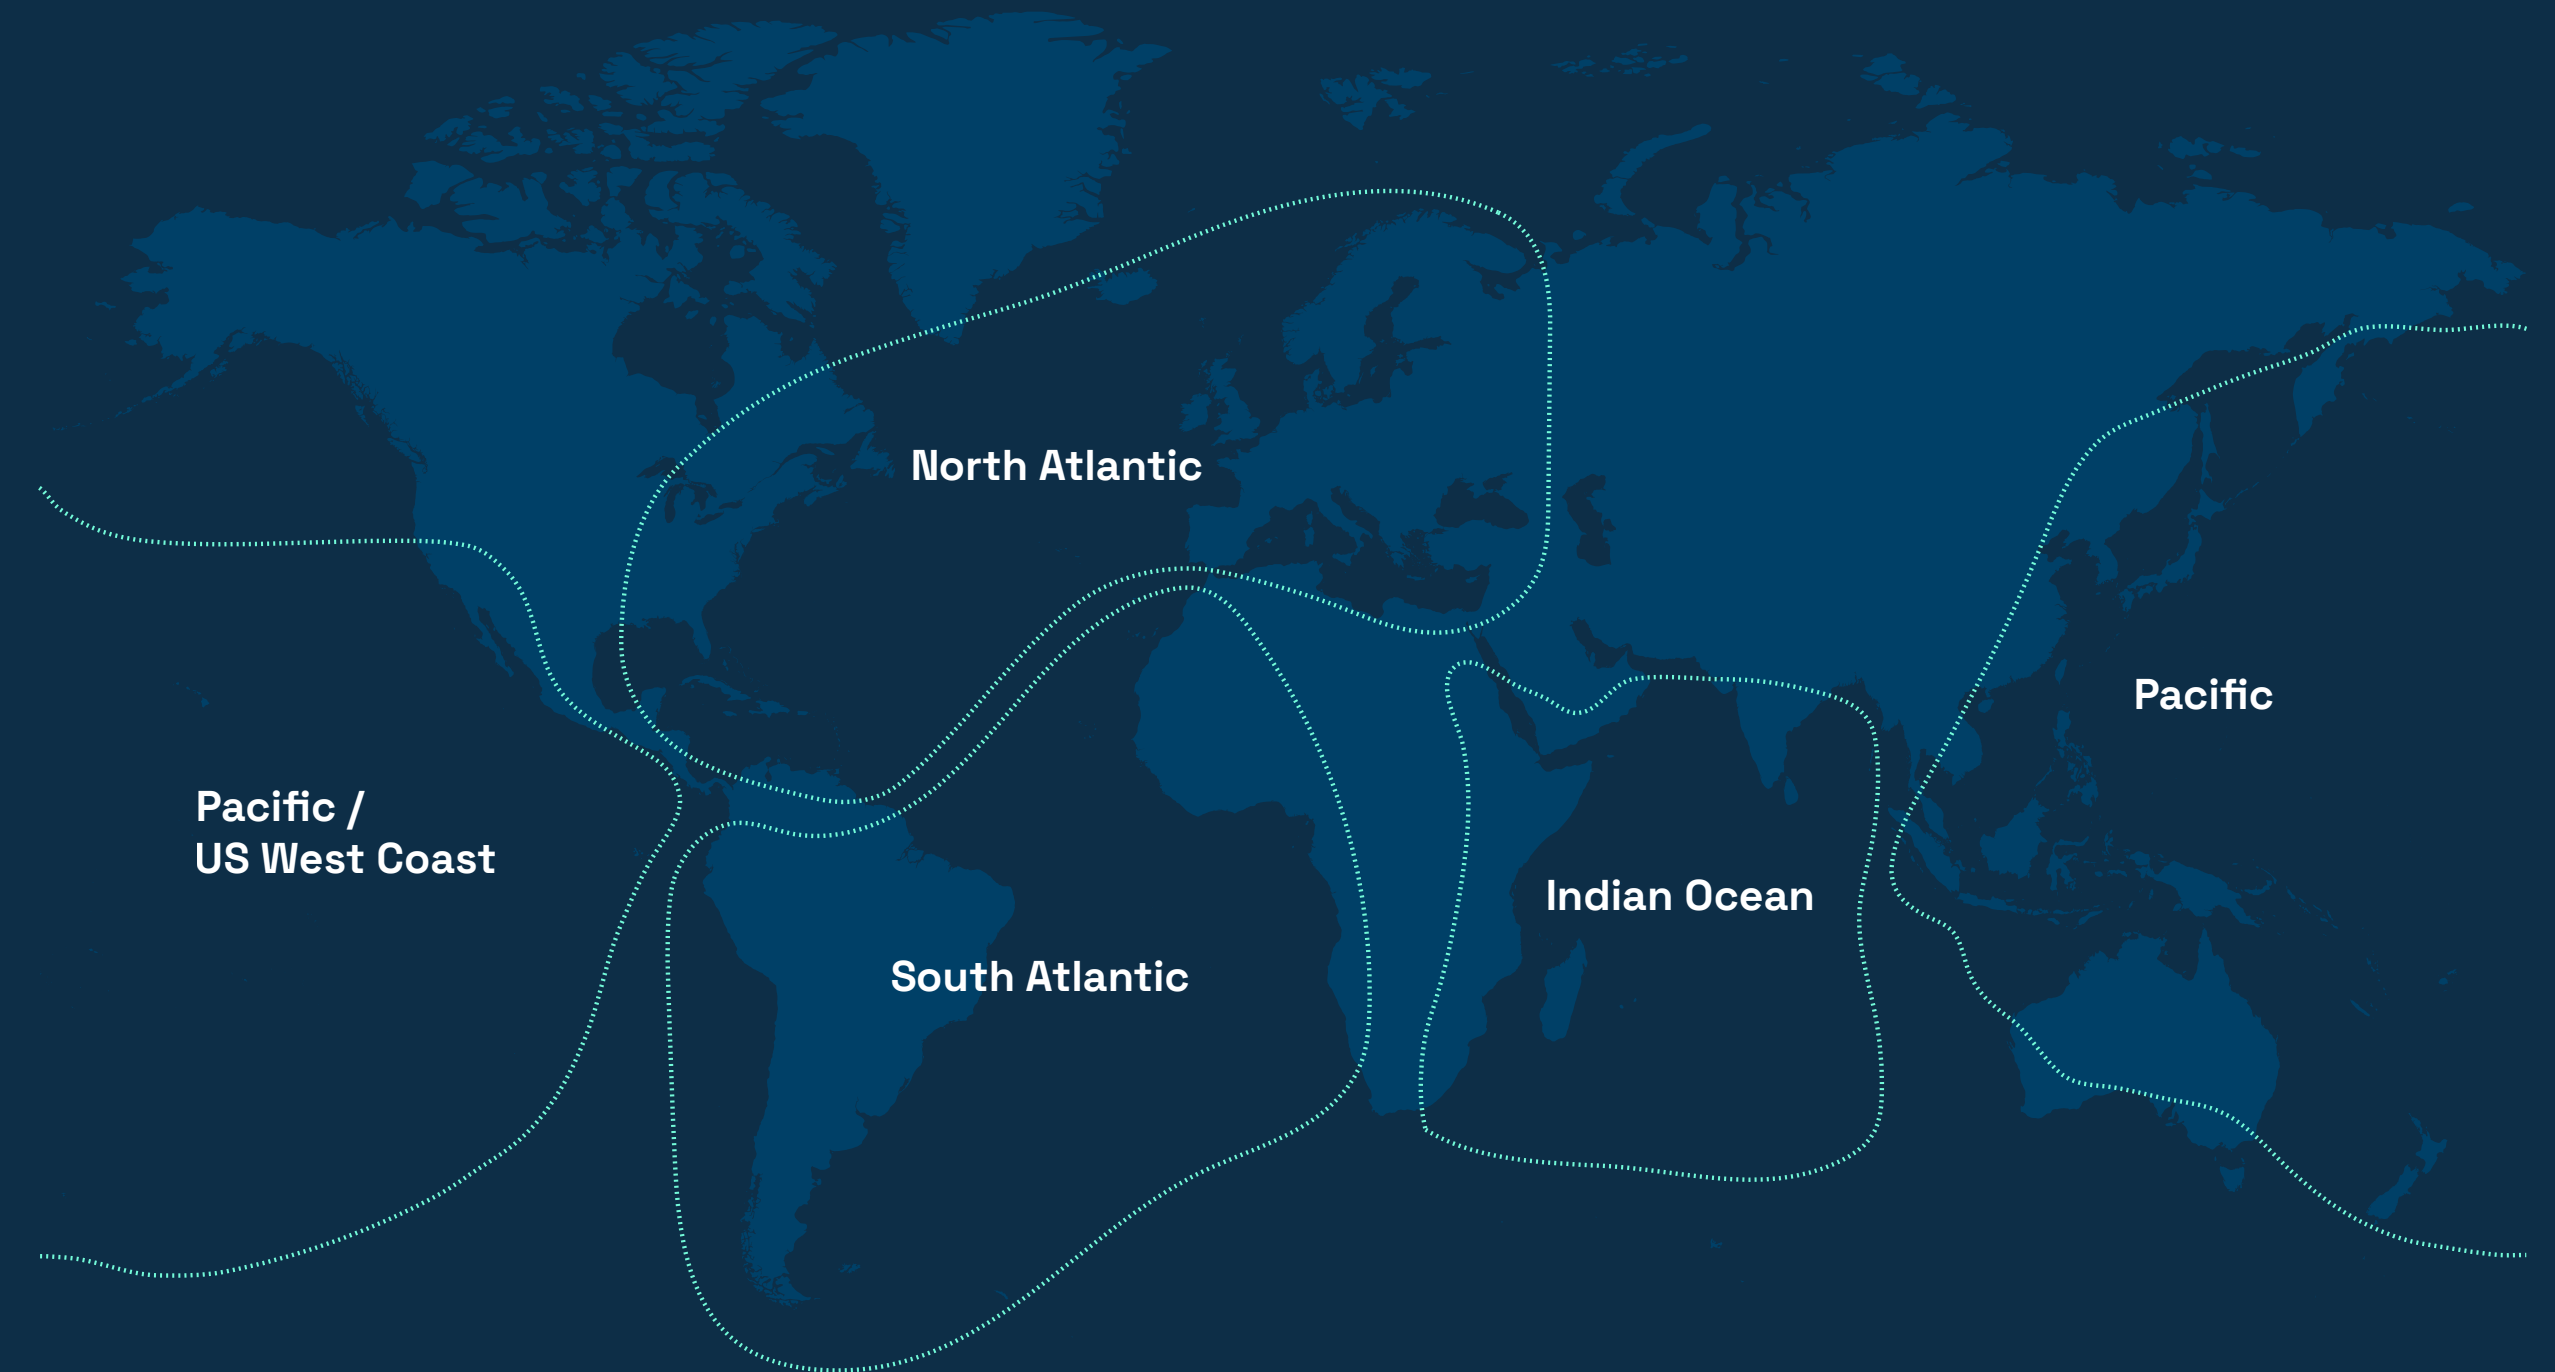 North Atlantic
Pacific
Pacific /
US West Coast
Indian Ocean
South Atlantic